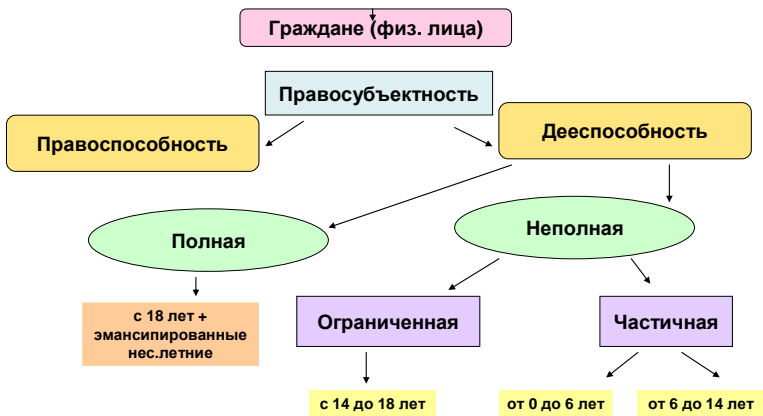 Граждане (физ. лица)
Правосубъектность
Правоспособность
Дееспособность
Полная
Неполная
с 18 лет +
эмансипированные
нес.летние
Ограниченная
Частичная
с 14 до 18 лет
от 0 до 6 лет
от 6 до 14 лет